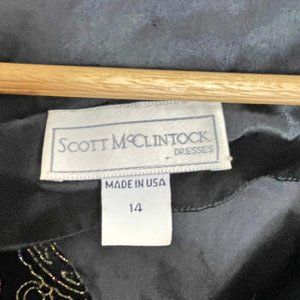 SCOTT McCLINTOCK
DRESSES
MADE IN USA
14